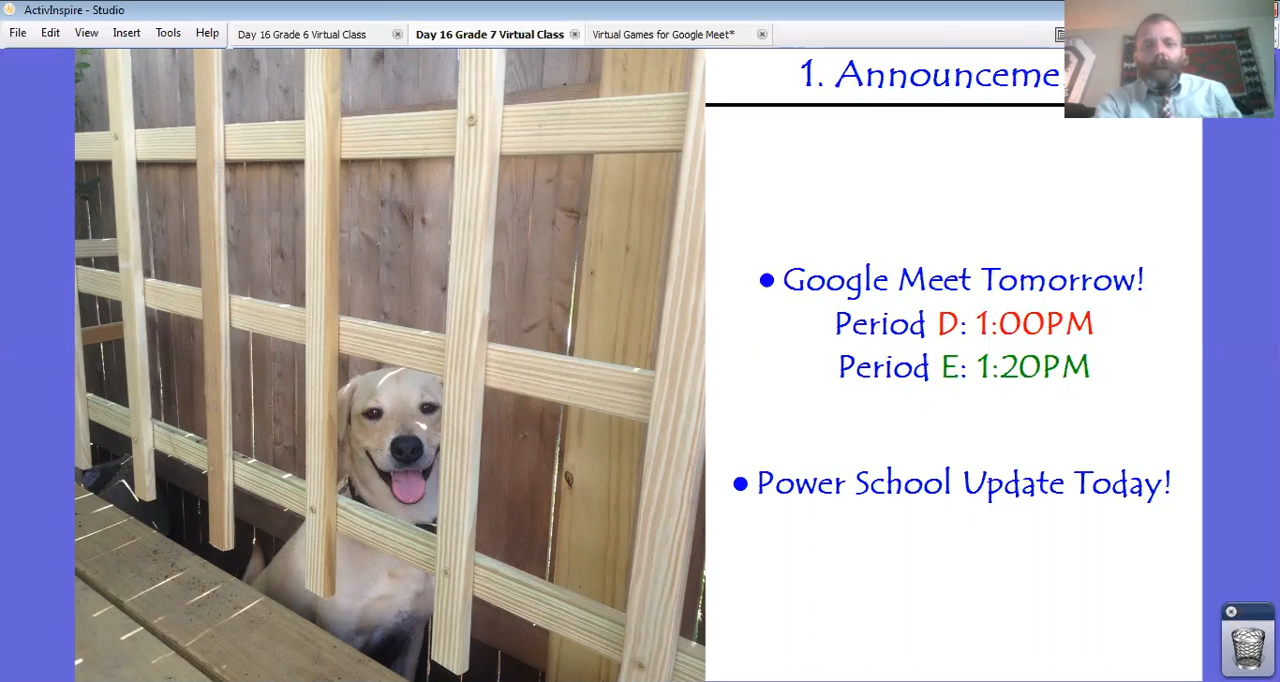 ActivInspire - Studio
File Edit View Insert Tools Help
Day 16 Grade 6 Virtual Class Day 16 Grade 7 Virtual Class Virtual Games for Google Meet*
1. Announceme
• Google Meet Tomorrow!
Period D: 1:00PM
Period E: 1:20PM
• Power School Update Today!